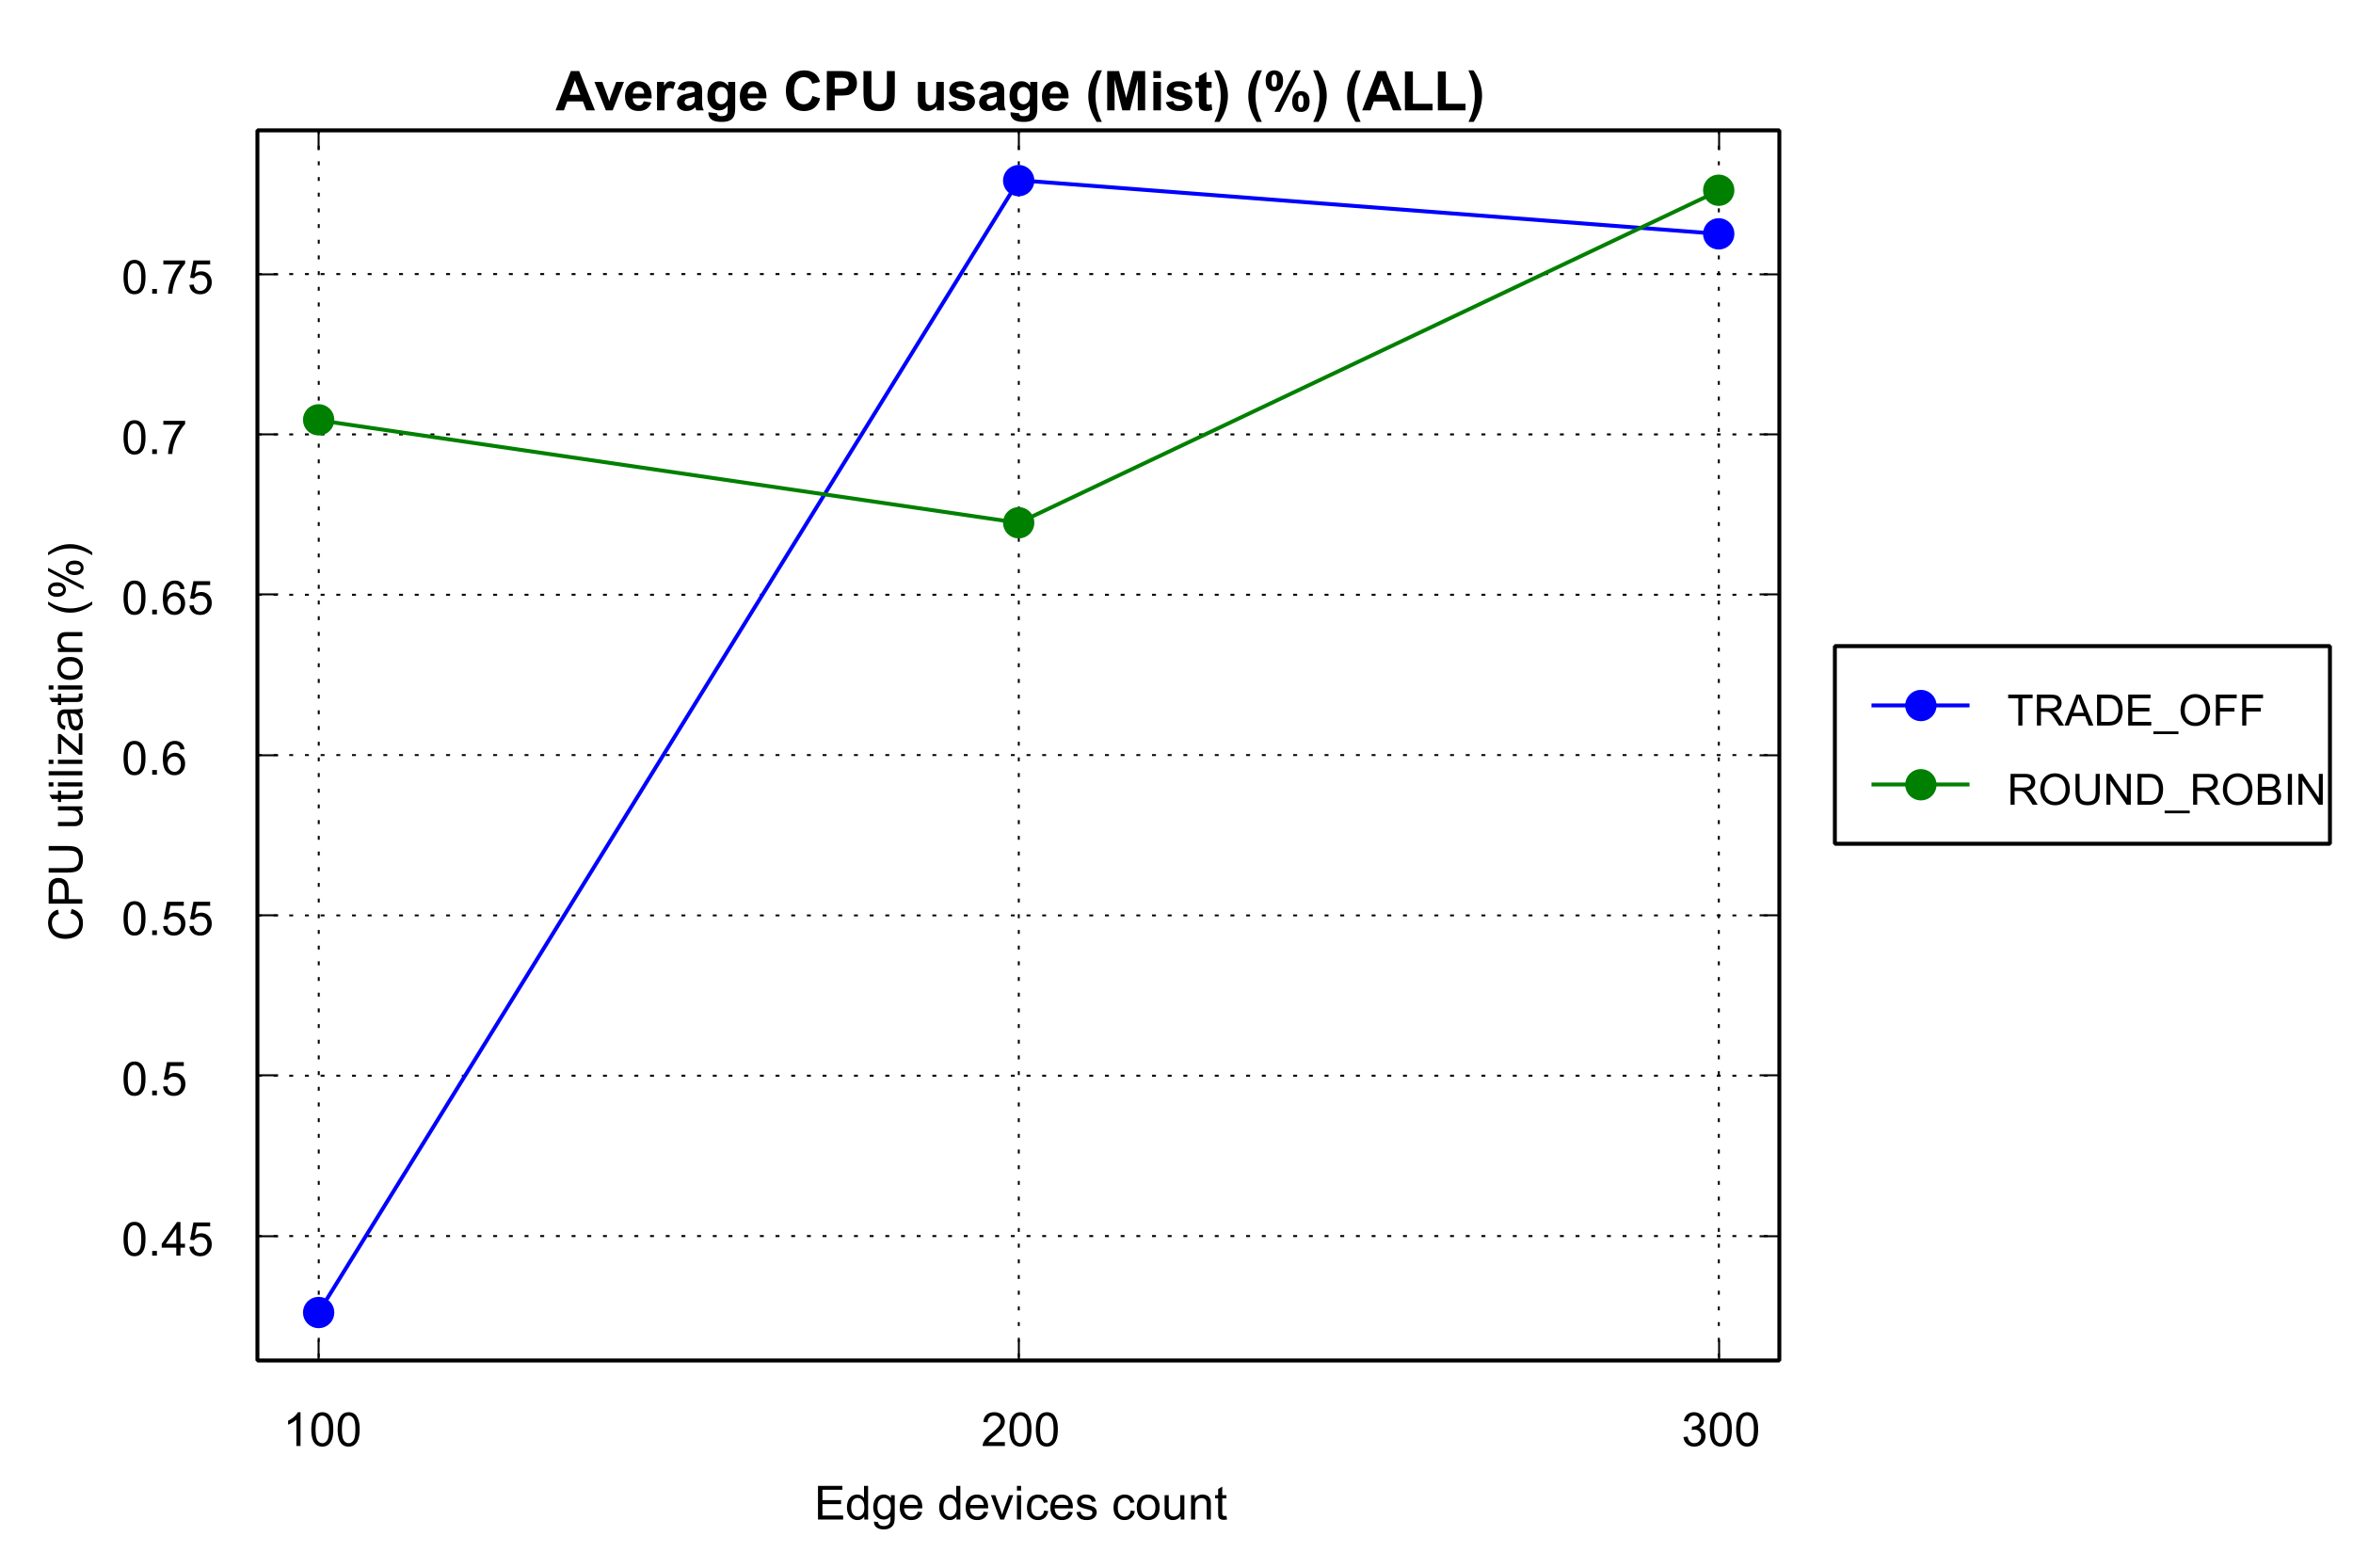 Average CPU usage (Mist) (%) (ALL)
CPU utilization (%)
0.75
0.7
0.65
0.6
0.55
0.5
0.45
100 200 300
Edge devices count
TRADE_OFF
ROUND_ROBIN